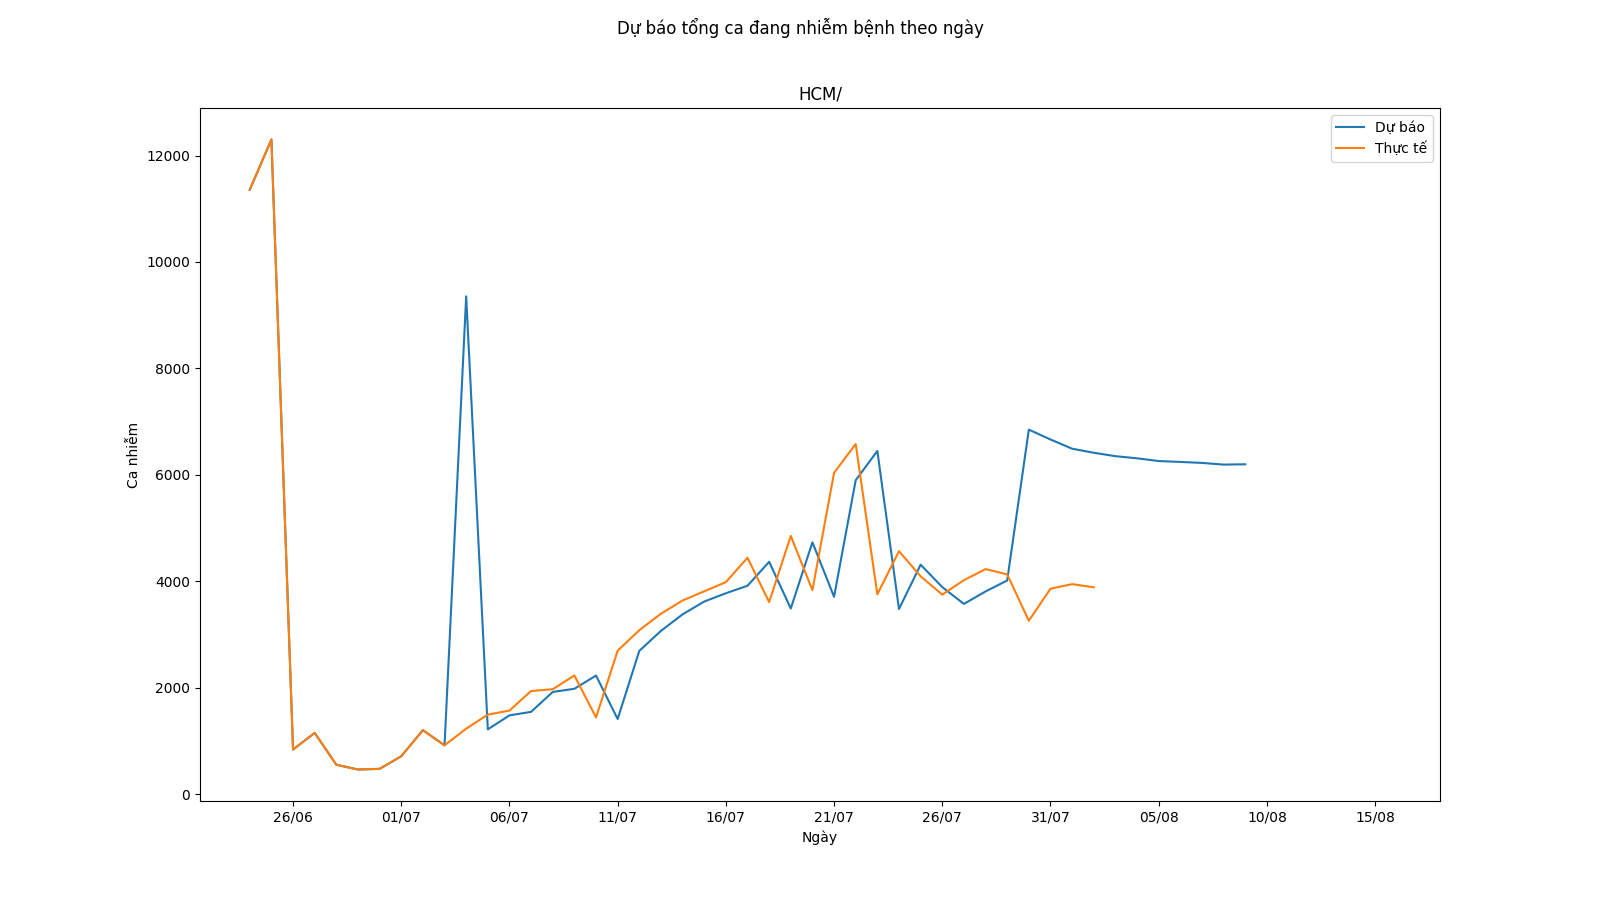 Dự báo tổng ca đang nhiễm bệnh theo ngày
HCM/
Dự báo
Thực tế
12000
10000
8000
6000
4000
2000
0
Ca nhiễm
26/06 01/07 06/07 11/07 16/07 21/07 26/07 31/07 05/08 10/08 15/08
Ngày